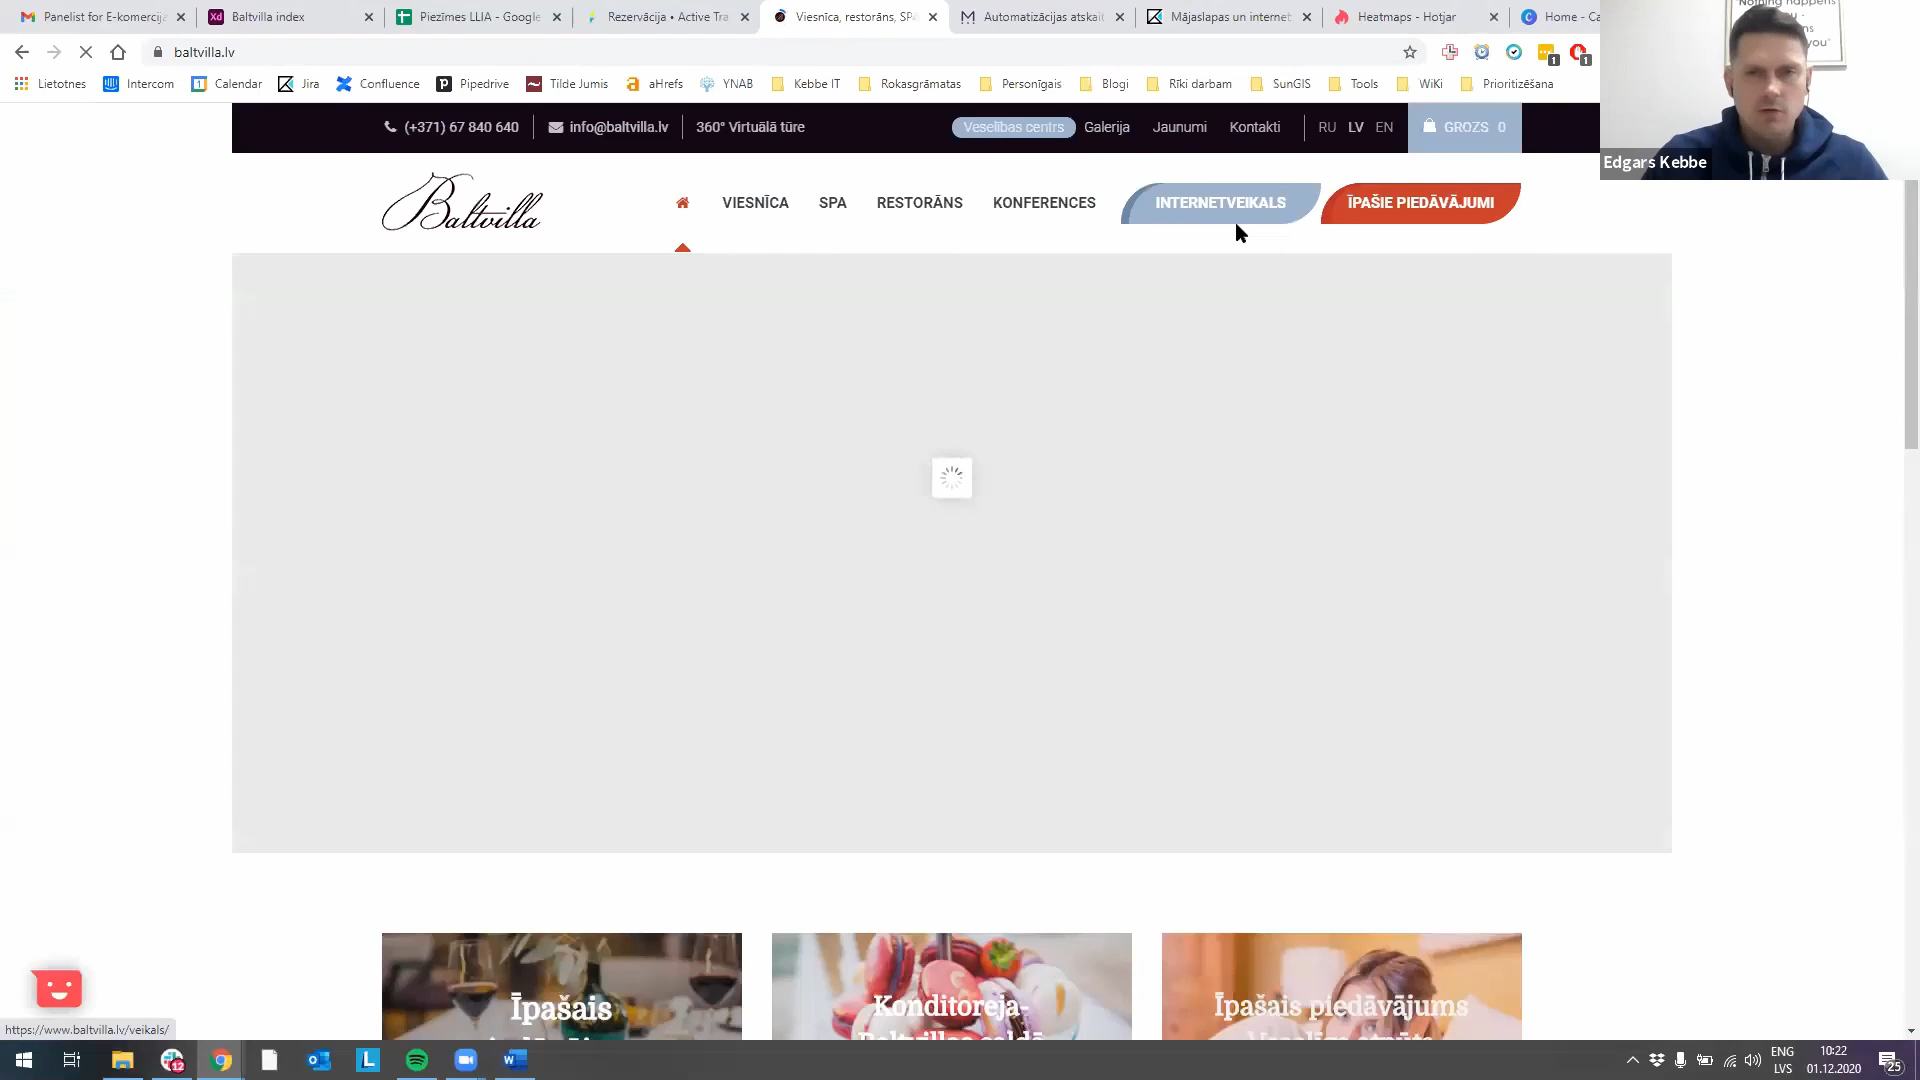 Panelist for E-komercij
Baltvilla index
Piezīmes LLIA - Google
Rezervācija • Active Tra
Viesnīca, restorāns, SPA
Automatizācijas atskait
Mājaslapas un internet
Heatmaps - Hotjar
Home - Ca
baltvilla.lv
Lietotnes
Intercom
Calendar
Jira
Confluence
Pipedrive
Tilde Jumis
aHrefs
YNAB
Kebbe IT
Rokasgrāmatas
Personīgais
Blogi
Rīki darbam
SunGIS
Tools
WiKi
Prioritizēšana
(+371) 67 840 640
info@baltvilla.lv
360° Virtuālā tūre
Veselības centrs
Galerija
Jaunumi
Kontakti
RU LV EN
GROZS 0
Edgars Kebbe
Baltvilla
VIESNĪCA
SPA
RESTORĀNS
KONFERENCES
INTERNETVEIKALS
ĪPAŠIE PIEDĀVĀJUMI
Īpašais
Konditoreja-
Īpašais piedāvājums
https://www.baltvilla.lv/veikals/
12
ENG
LVS
10:22
01.12.2020
25